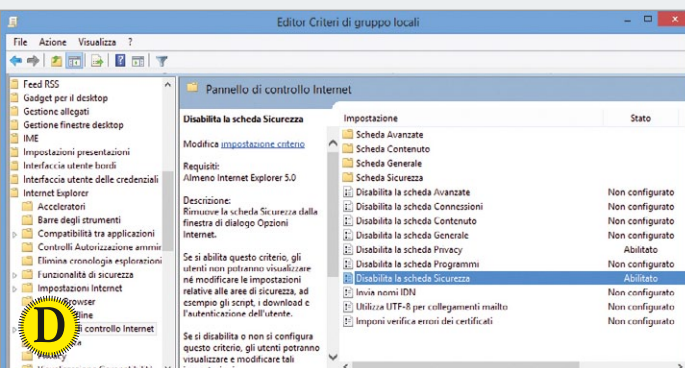 Editor Criteri di gruppo locali
File Azione Visualizza ?
Feed RSS
Gadget per il desktop
Gestione allegati
Gestione finestre desktop
IME
Impostazioni presentazioni
Interfaccia utente bordi
Interfaccia utente delle credenziali
Internet Explorer
Acceleratori
Barre degli strumenti
Compatibilità tra applicazioni
Controlli Autorizzazione ammir
Elimina cronologia esplorazioni
Funzionalità di sicurezza
Impostazioni Internet
Browser
line
di controllo Internet
Privacy
D
Pannello di controllo Internet
Disabilita la scheda Sicurezza
Modifica impostazione criterio
Requisiti:
Almeno Internet Explorer 5.0
Descrizione:
Rimuove la scheda Sicurezza dalla
finestra di dialogo Opzioni
Internet.
Se si abilita questo criterio, gli
utenti non potranno visualizzare
né modificare le impostazioni
relative alle aree di sicurezza, ad
esempio gli script, i download e
l'autenticazione dell'utente.
Se si disabilita o non si configura
questo criterio, gli utenti potranno
visualizzare e modificare tali
Impostazione Stato
Scheda Avanzate
Scheda Contenuto
Scheda Generale
Scheda Sicurezza
Disabilita la scheda Avanzate Non configurato
Disabilita la scheda Connessioni Non configurato
Disabilita la scheda Contenuto Non configurato
Disabilita la scheda Generale Non configurato
Disabilita la scheda Privacy Abilitato
Disabilita la scheda Programmi Non configurato
Disabilita la scheda Sicurezza Abilitato
Invia nomi IDN Non configurato
Utilizza UTF-8 per collegamenti mailto Non configurato
Imponi verifica errori dei certificati Non configurato